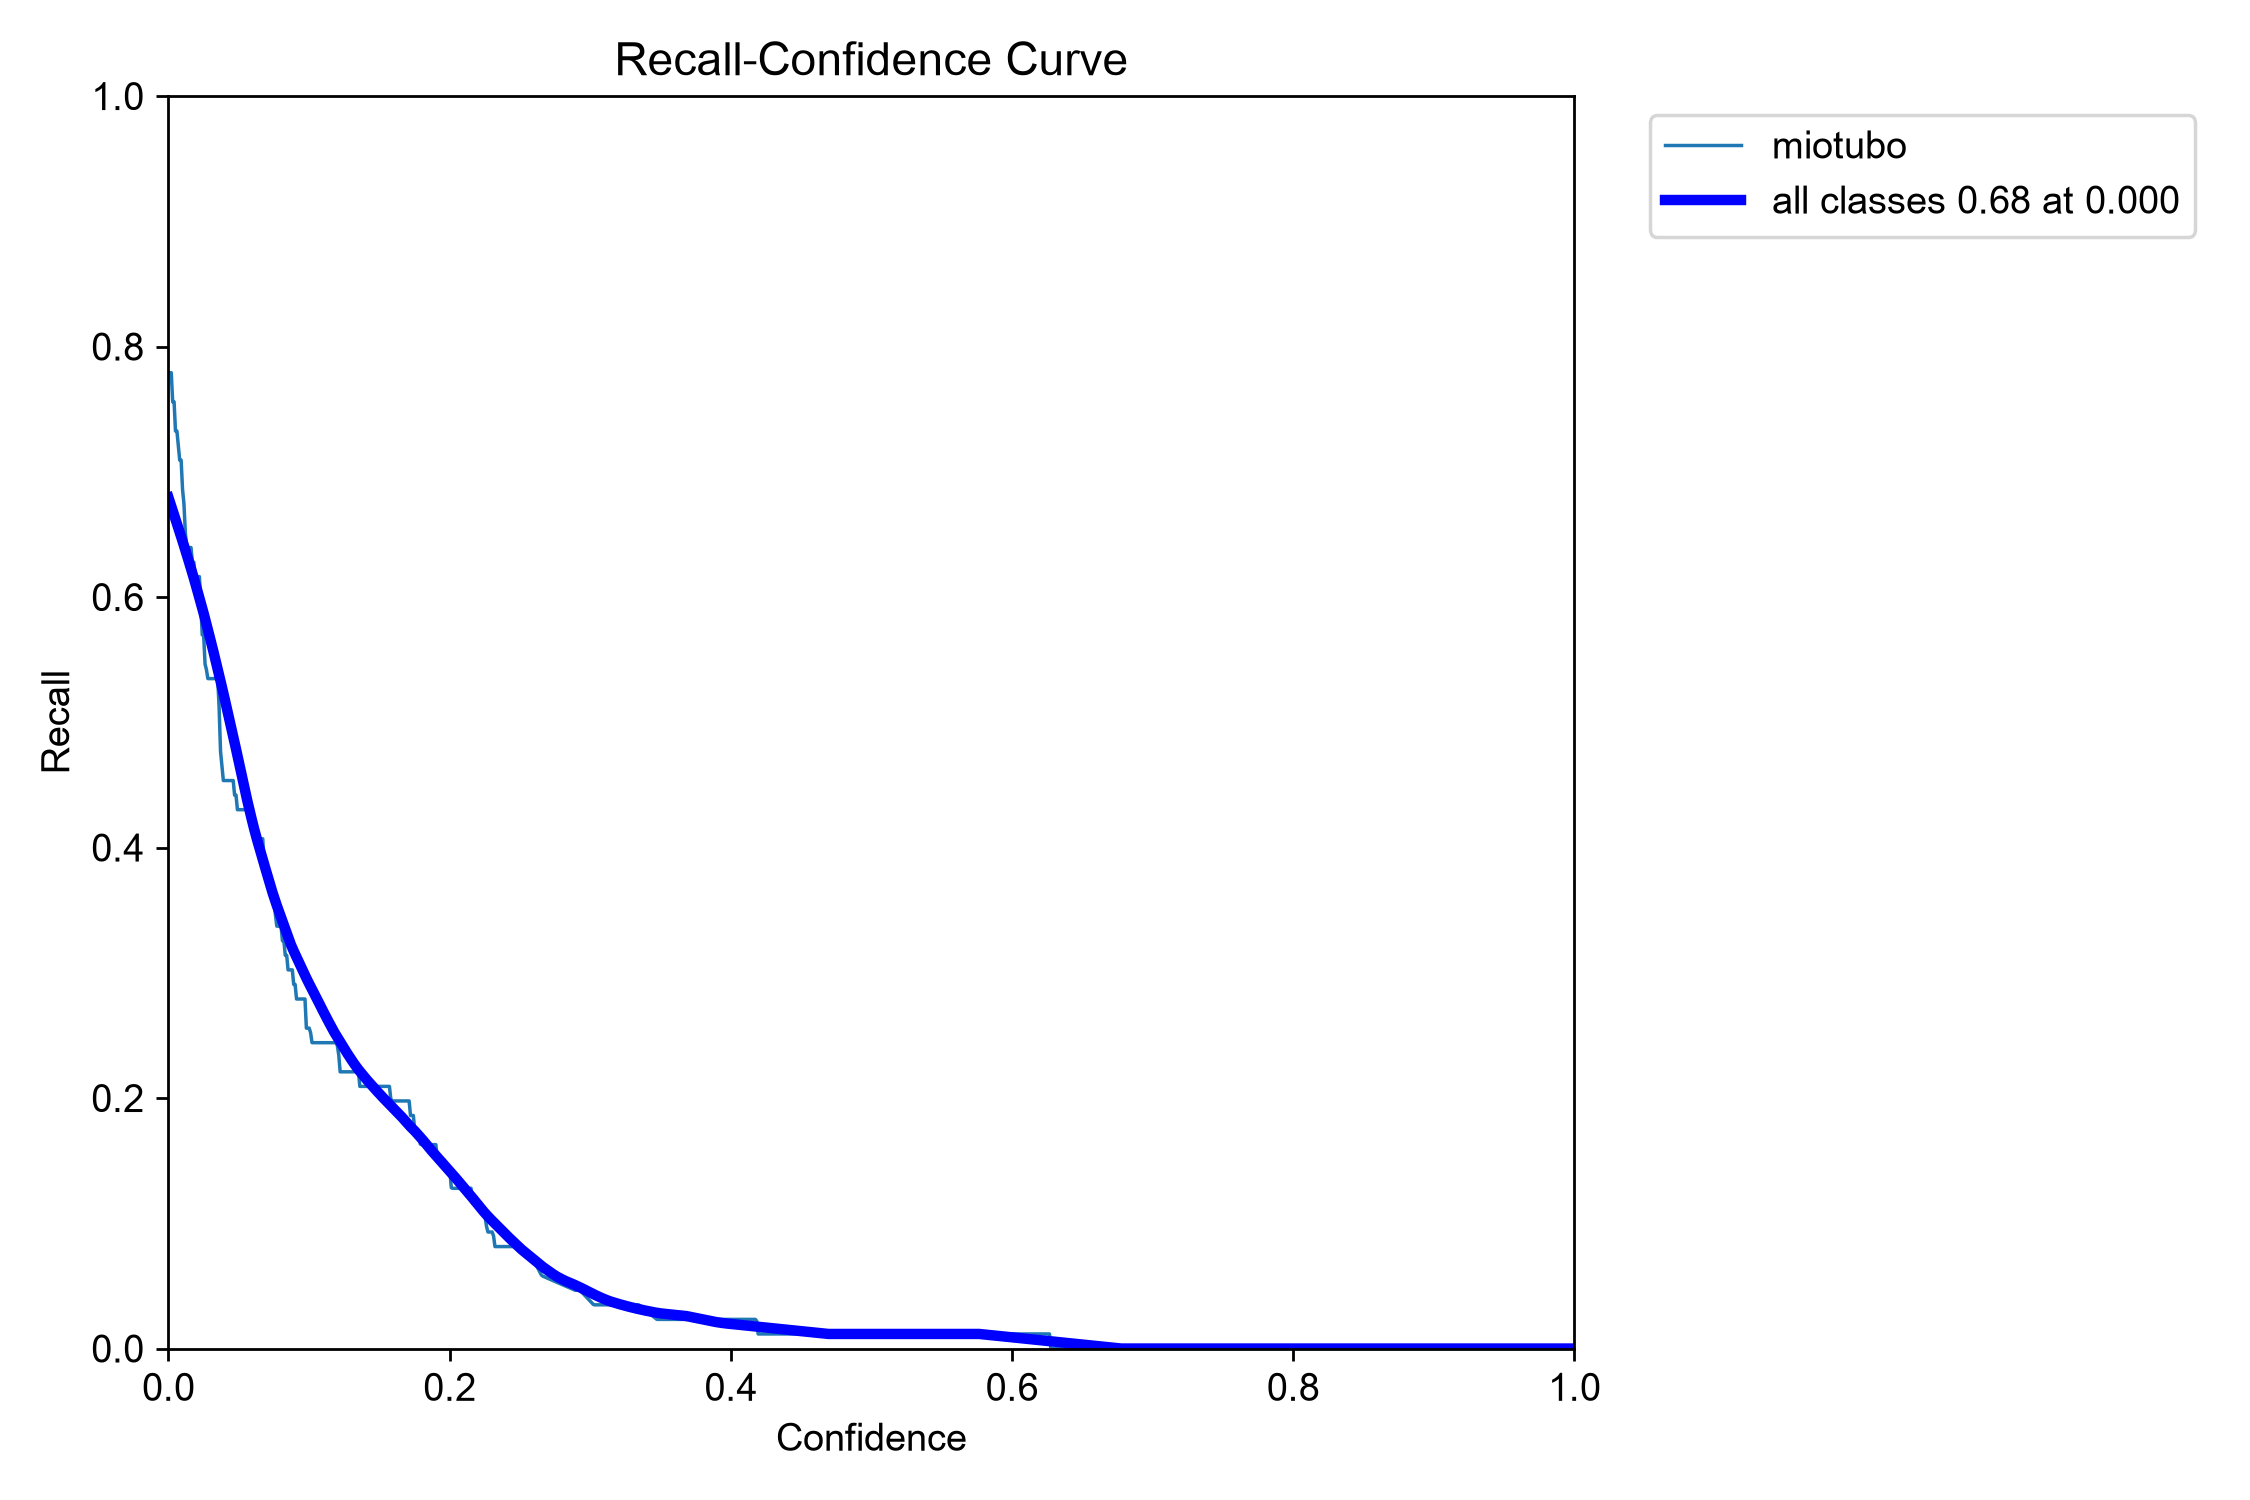 Recall-Confidence Curve
1.0
0.8
0.6
0.4
0.2
0.0
Recall
0.0 0.2 0.4 0.6 0.8 1.0
Confidence
miotubo
all classes 0.68 at 0.000